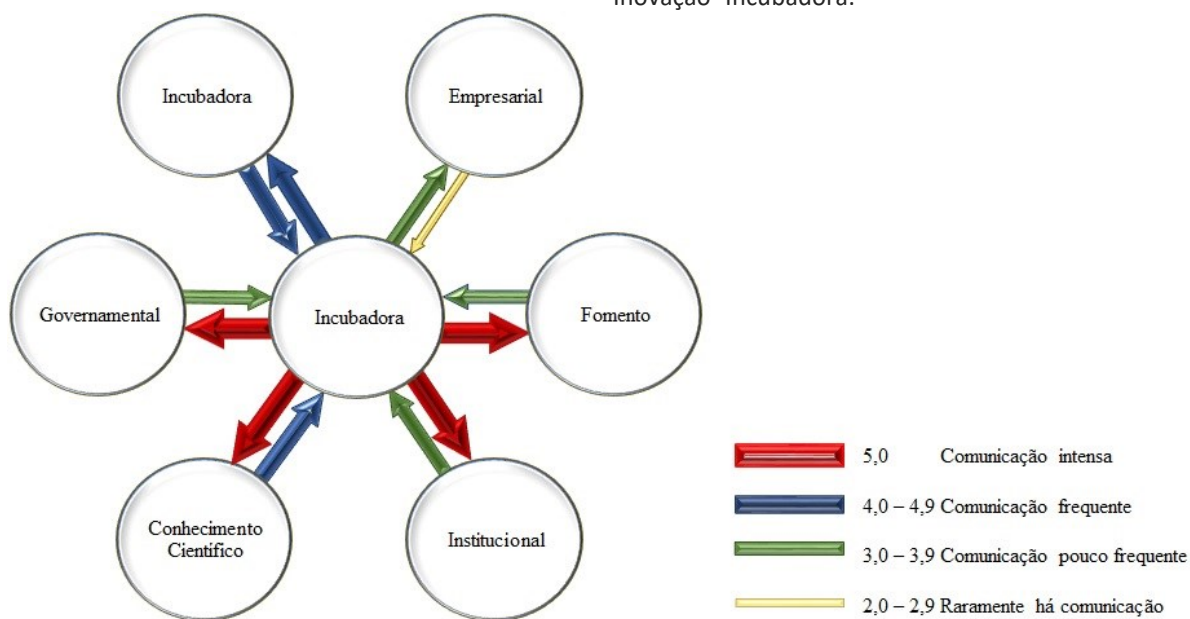 Inovação Incubadora.
Incubadora
Empresarial
Governamental
Incubadora
Fomento
Conhecimento
Científico
Institucional
5,0 Comunicação intensa
4,0 – 4,9 Comunicação frequente
3,0 – 3,9 Comunicação pouco frequente
2,0 – 2,9 Raramente há comunicação